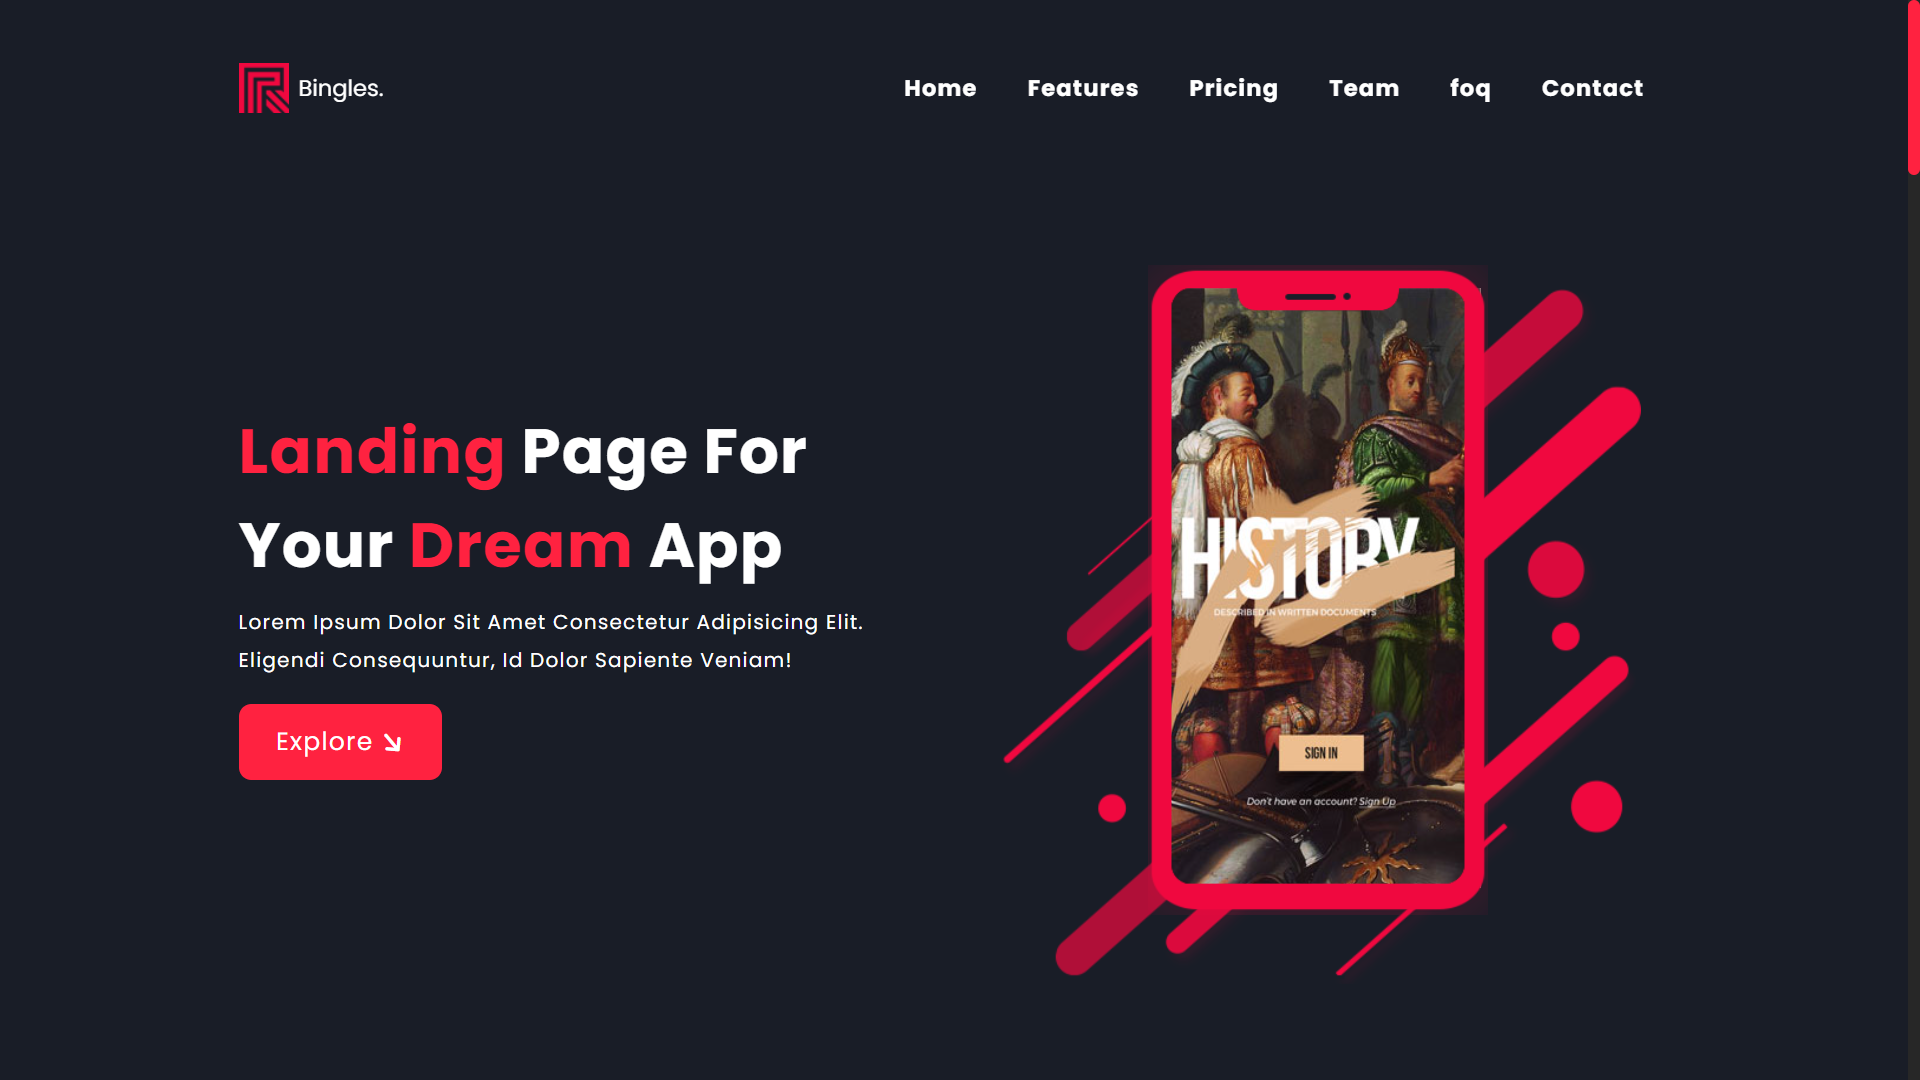 Bingles.
Home Features Pricing Team foq Contact
Landing Page For
Your Dream App
Lorem Ipsum Dolor Sit Amet Consectetur Adipisicing Elit.
Eligendi Consequuntur, Id Dolor Sapiente Veniam!
Explore
HISTORY
DESCRIBED IN WRITTEN DOCUMENTS
SIGN IN
Don't have an account? Sign Up